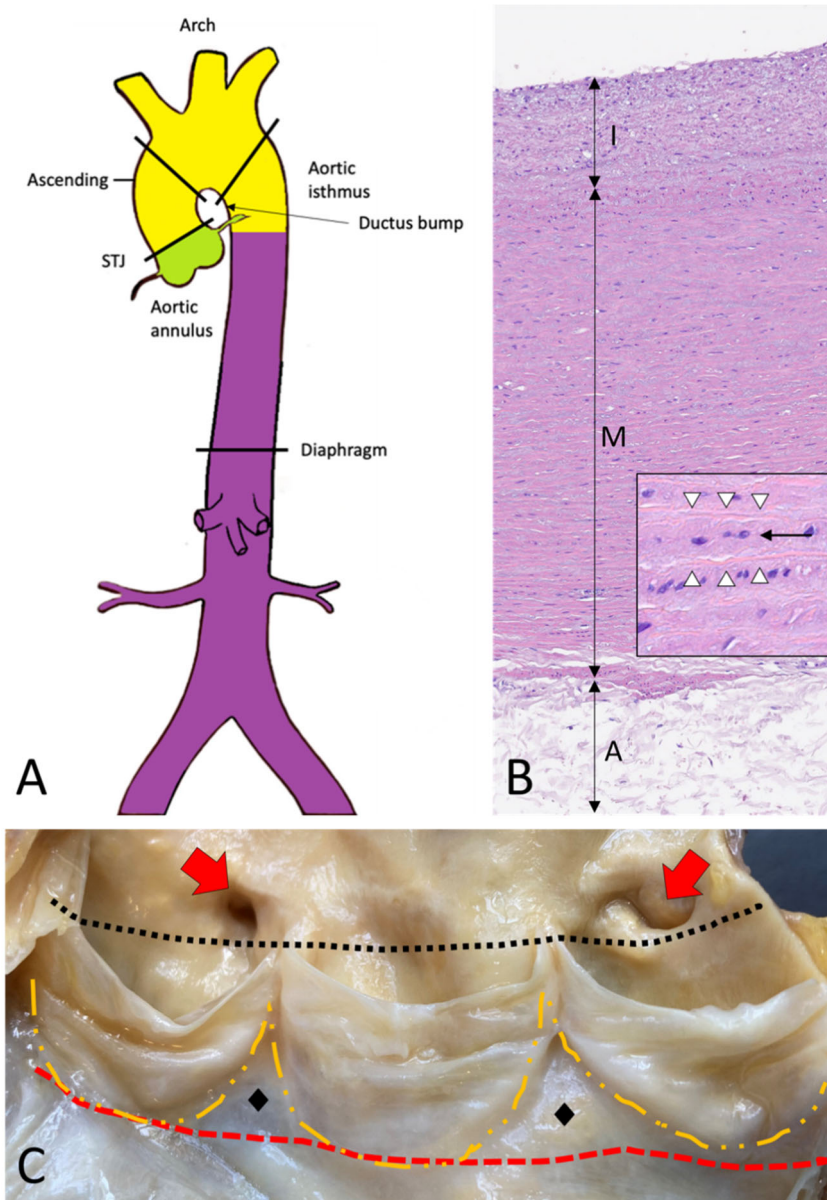 Arch
Ascending
Aortic
isthmus
Ductus bump
STJ
Aortic
annulus
Diaphragm
A
I
M
A
B
C